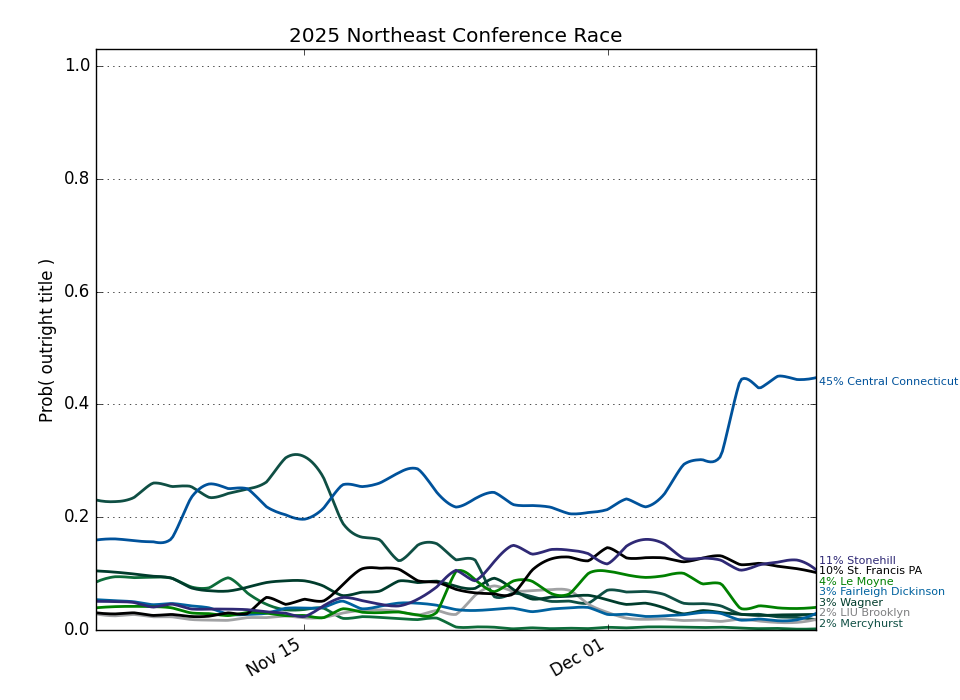 2025 Northeast Conference Race
Prob( outright title )
1.0
0.8
0.6
0.4
0.2
0.0
Nov 15
Dec 01
45% Central Connecticut
11% Stonehill
10% St. Francis PA
4% Le Moyne
3% Fairleigh Dickinson
3% Wagner
2% LIU Brooklyn
2% Mercyhurst